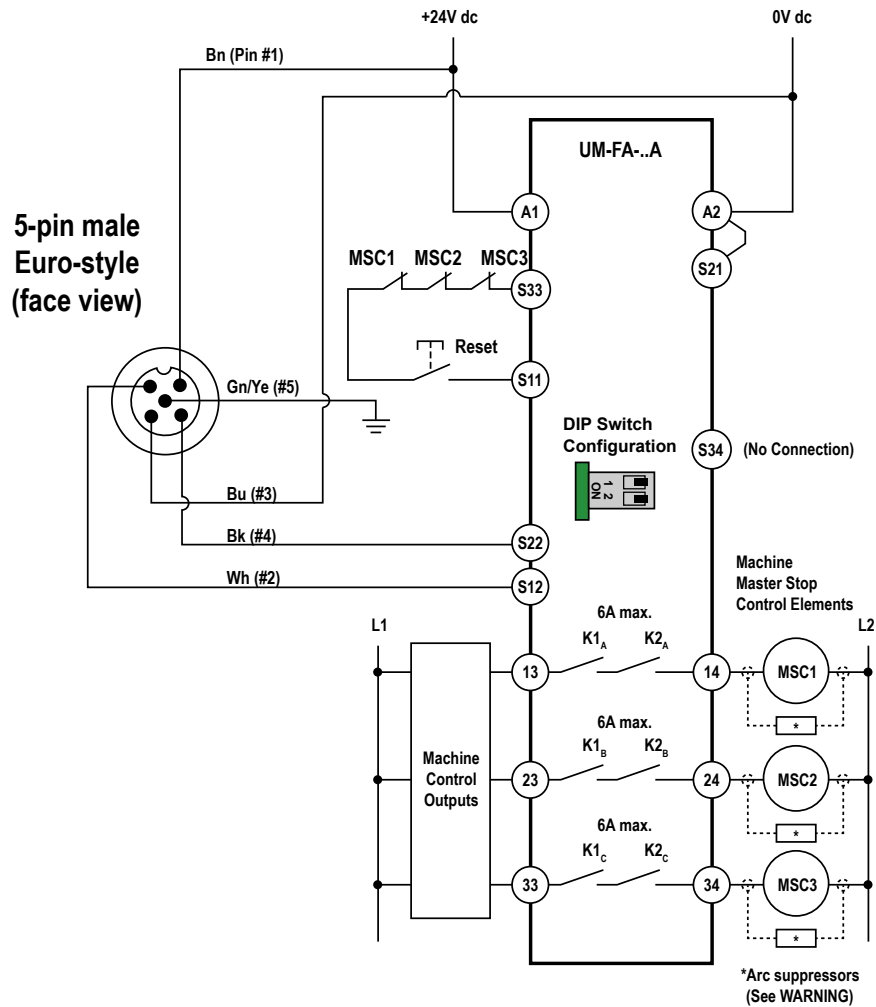 +24V dc
0V dc
Bn (Pin #1)
UM-FA-..A
5-pin male
Euro-style
(face view)
A1
A2
S21
MSC1 MSC2 MSC3
S33
Reset
S11
Gn/Ye (#5)
DIP Switch
Configuration
1 2
ON
S34 (No Connection)
Bu (#3)
Bk (#4)
S22
Wh (#2)
S12
Machine
Master Stop
Control Elements
L1
L2
6A max.
K1A K2A
13
14
MSC1
*
Machine
Control
Outputs
6A max.
K1B K2B
23
24
MSC2
*
6A max.
K1C K2C
33
34
MSC3
*
*Arc suppressors
(See WARNING)